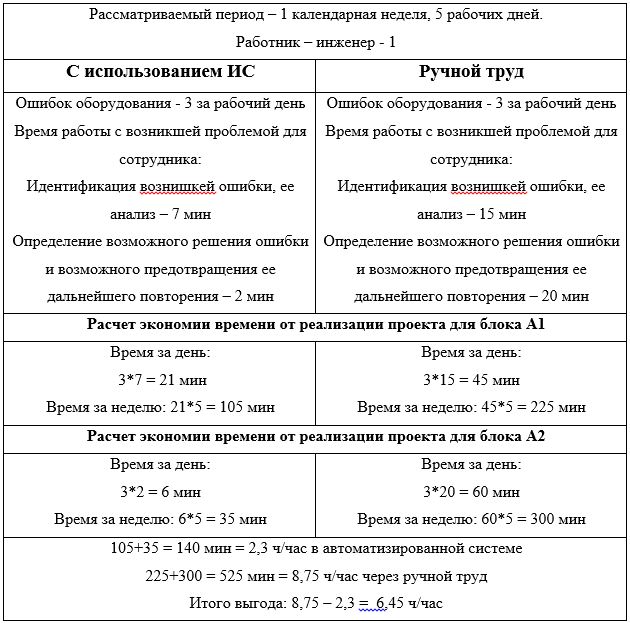 Рассматриваемый период – 1 календарная неделя, 5 рабочих дней.
Работник – инженер - 1
С использованием ИС
Ручной труд
Ошибок оборудования - 3 за рабочий день
Время работы с возникшей проблемой для
сотрудника:
Идентификация вознишкей ошибки, ее
анализ – 7 мин
Определение возможного решения ошибки
и возможного предотвращения ее
дальнейшего повторения – 2 мин
Ошибок оборудования - 3 за рабочий день
Время работы с возникшей проблемой для
сотрудника:
Идентификация вознишкей ошибки, ее
анализ – 15 мин
Определение возможного решения ошибки
и возможного предотвращения ее
дальнейшего повторения – 20 мин
Расчет экономии времени от реализации проекта для блока А1
Время за день:
3*7 = 21 мин
Время за неделю: 21*5 = 105 мин
Время за день:
3*15 = 45 мин
Время за неделю: 45*5 = 225 мин
Расчет экономии времени от реализации проекта для блока А2
Время за день:
3*2 = 6 мин
Время за неделю: 6*5 = 35 мин
Время за день:
3*20 = 60 мин
Время за неделю: 60*5 = 300 мин
105+35 = 140 мин = 2,3 ч/час в автоматизированной системе
225+300 = 525 мин = 8,75 ч/час через ручной труд
Итого выгода: 8,75 – 2,3 = 6,45 ч/час